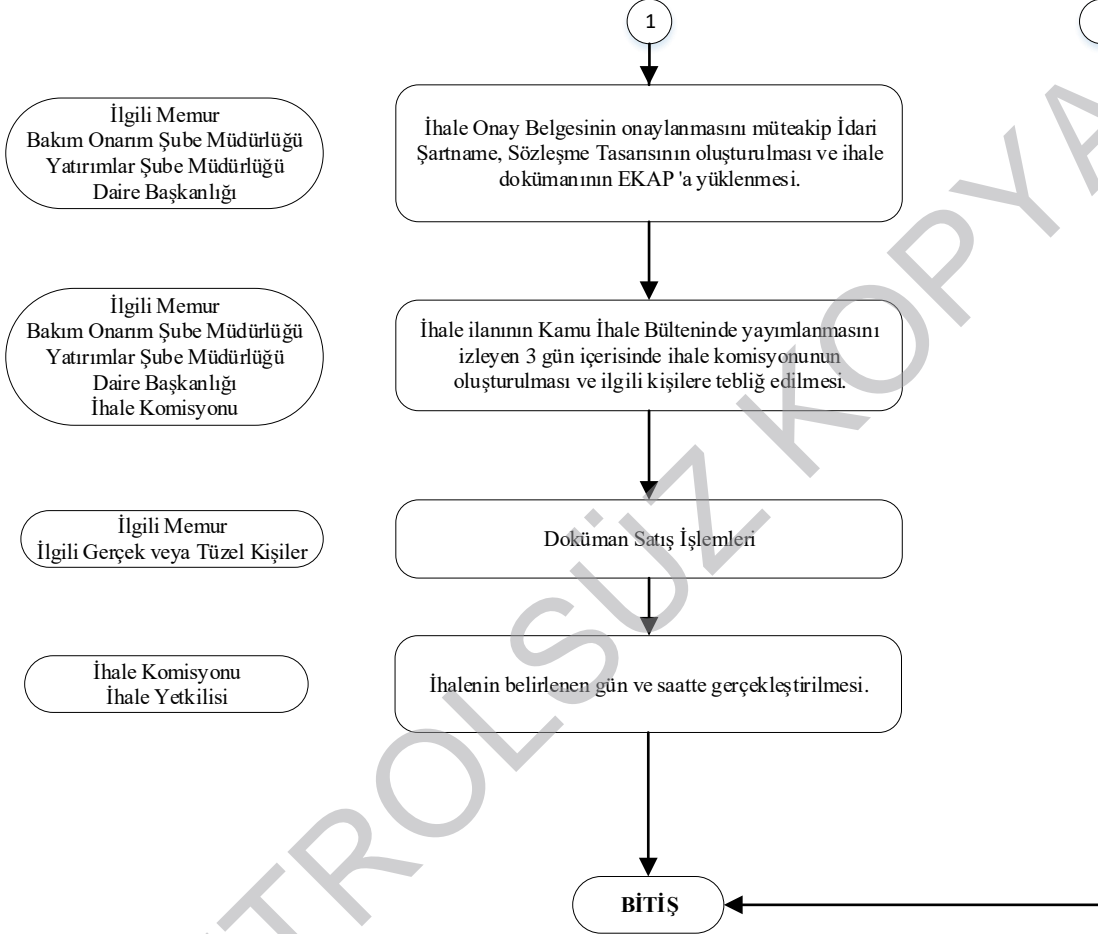 1
İlgili Memur
Bakım Onarım Şube Müdürlüğü
Yatırımlar Şube Müdürlüğü
Daire Başkanlığı
İhale Onay Belgesinin onaylanmasını müteakip İdari
Şartname, Sözleşme Tasarısının oluşturulması ve ihale
dokümanının EKAP 'a yüklenmesi.
İlgili Memur
Bakım Onarım Şube Müdürlüğü
Yatırımlar Şube Müdürlüğü
Daire Başkanlığı
İhale Komisyonu
İhale ilanının Kamu İhale Bülteninde yayımlanmasını
izleyen 3 gün içerisinde ihale komisyonunun
oluşturulması ve ilgili kişilere tebliğ edilmesi.
İlgili Memur
İlgili Gerçek veya Tüzel Kişiler
Doküman Satış İşlemleri
İhale Komisyonu
İhale Yetkilisi
İhalenin belirlenen gün ve saatte gerçekleştirilmesi.
BİTİŞ
TROLSÜZ KOPYA